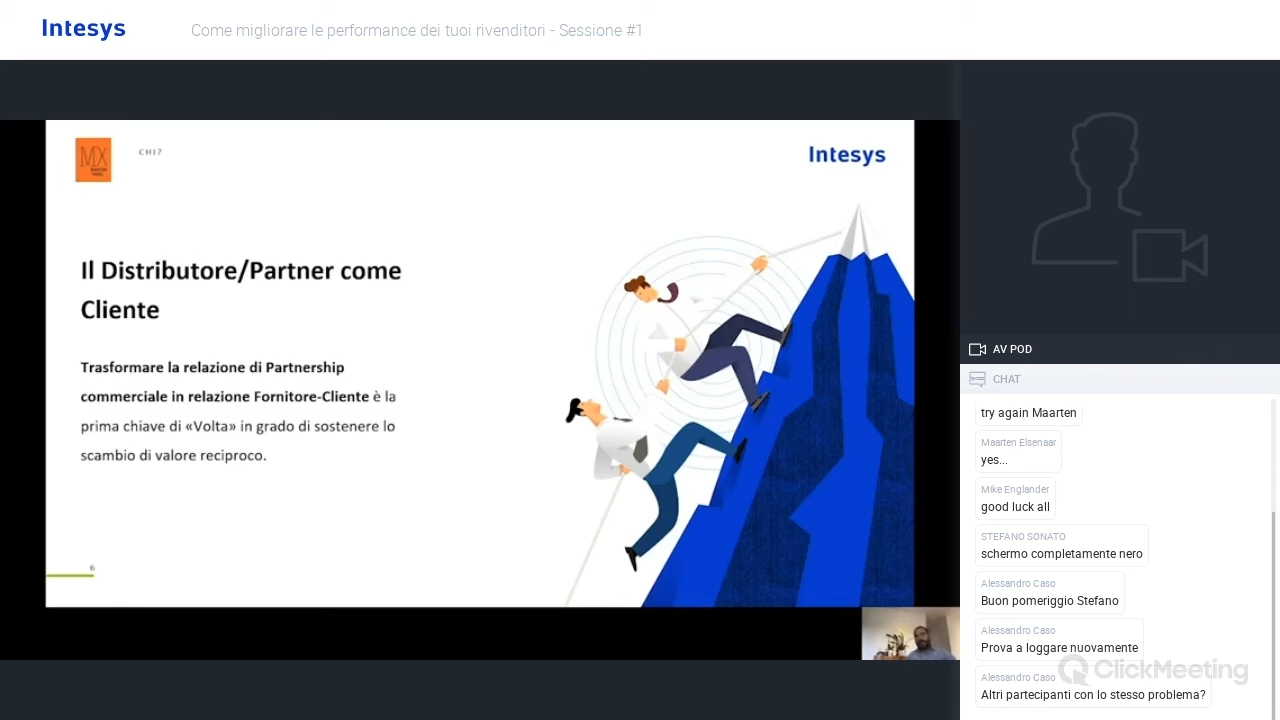 Intesys
Come migliorare le performance dei tuoi rivenditori - Sessione #1
MX
CHI?
Intesys
Il Distributore/Partner come
Cliente
Trasformare la relazione di Partnership
commerciale in relazione Fornitore-Cliente è la
prima chiave di «Volta» in grado di sostenere lo
scambio di valore reciproco.
6
AV POD
CHAT
try again Maarten
Maarten Elsenaar
yes...
Mike Englander
good luck all
STEFANO SONATO
schermo completamente nero
Alessandro Caso
Buon pomeriggio Stefano
Alessandro Caso
Prova a loggare nuovamente
Alessandro Caso
Altri partecipanti con lo stesso problema?
ClickMeeting